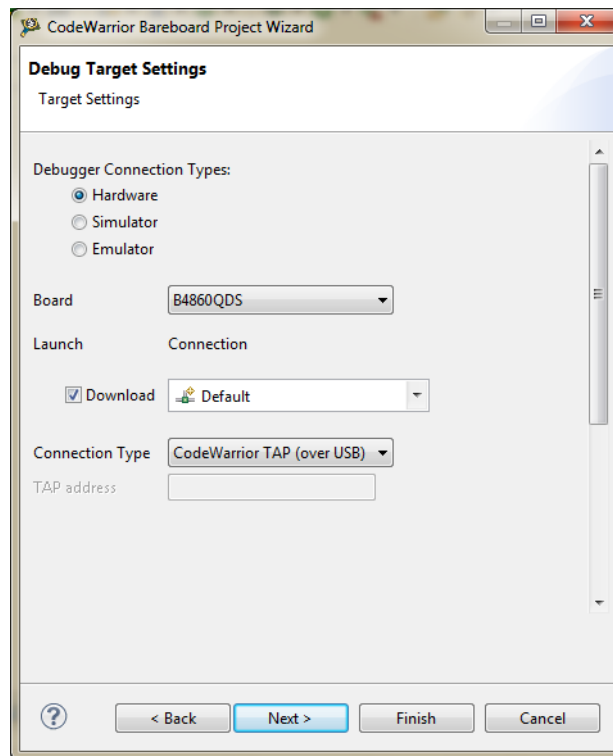 CodeWarrior Bareboard Project Wizard
Debug Target Settings
Target Settings
Debugger Connection Types:
Hardware
Simulator
Emulator
Board B4860QDS
Launch Connection
Download Default
Connection Type CodeWarrior TAP (over USB)
TAP address
? < Back Next > Finish Cancel